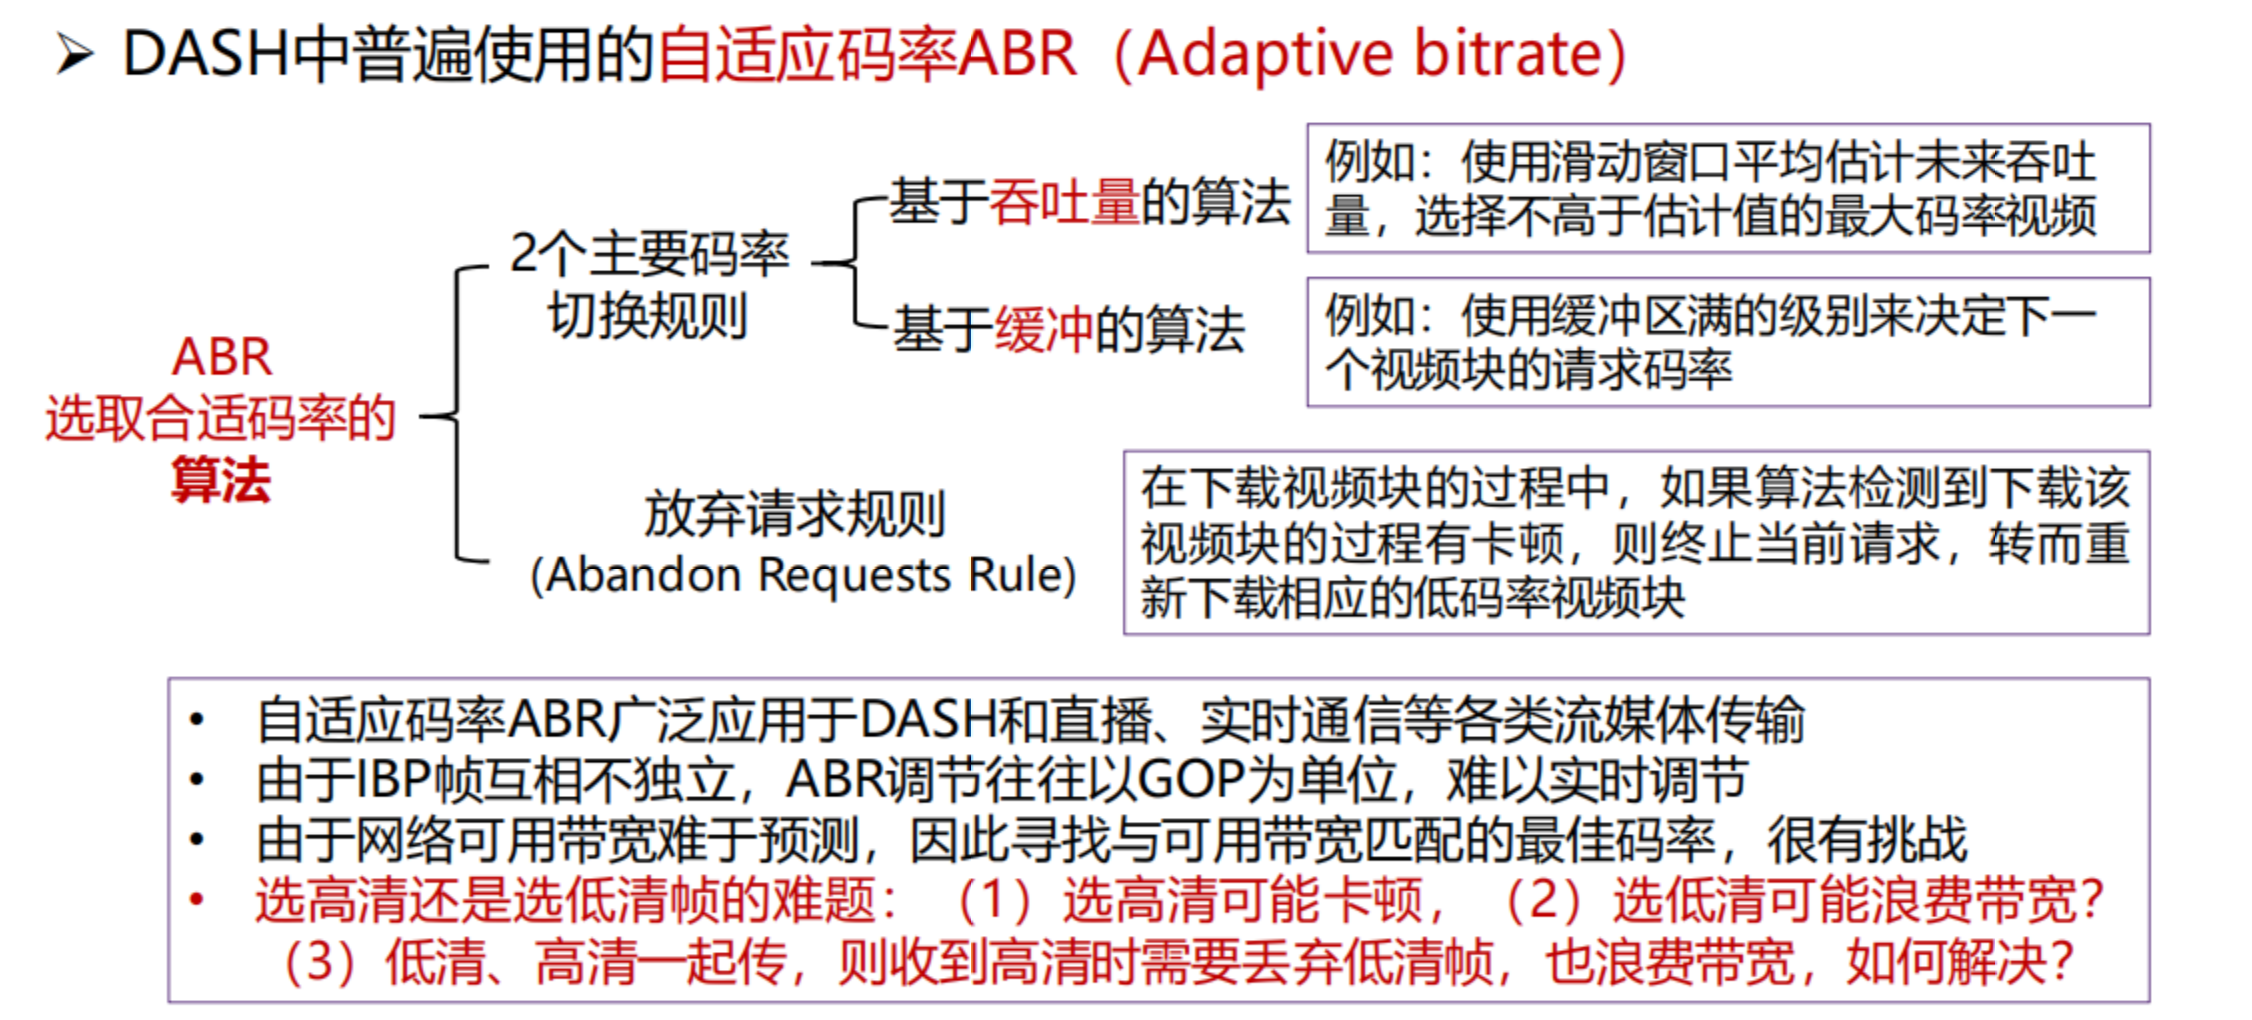 DASH中普遍使用的自适应码率ABR（Adaptive bitrate）
ABR
选取合适码率的
算法
2个主要码率
切换规则
基于吞吐量的算法
例如：使用滑动窗口平均估计未来吞吐
量，选择不高于估计值的最大码率视频
基于缓冲的算法
例如：使用缓冲区满的级别来决定下一
个视频块的请求码率
放弃请求规则
(Abandon Requests Rule)
在下载视频块的过程中，如果算法检测到下载该
视频块的过程有卡顿，则终止当前请求，转而重
新下载相应的低码率视频块
• 自适应码率ABR广泛应用于DASH和直播、实时通信等各类流媒体传输
• 由于IBP帧互相不独立，ABR调节往往以GOP为单位，难以实时调节
• 由于网络可用带宽难于预测，因此寻找与可用带宽匹配的最佳码率，很有挑战
• 选高清还是选低清帧的难题：（1）选高清可能卡顿，（2）选低清可能浪费带宽？
（3）低清、高清一起传，则收到高清时需要丢弃低清帧，也浪费带宽，如何解决？